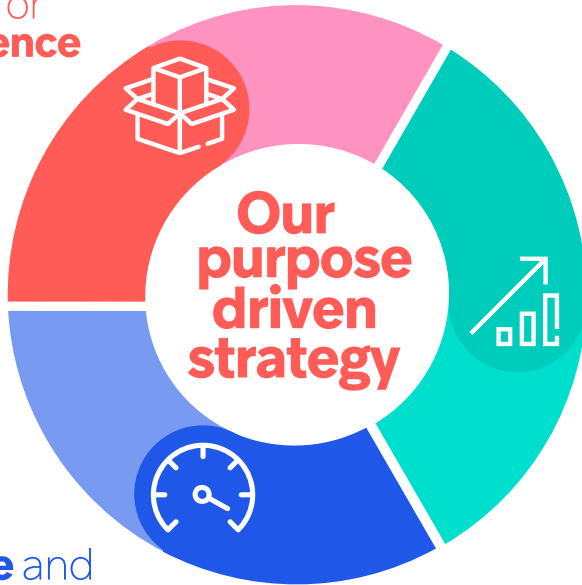 or
ence
Our
purpose
driven
strategy
e and